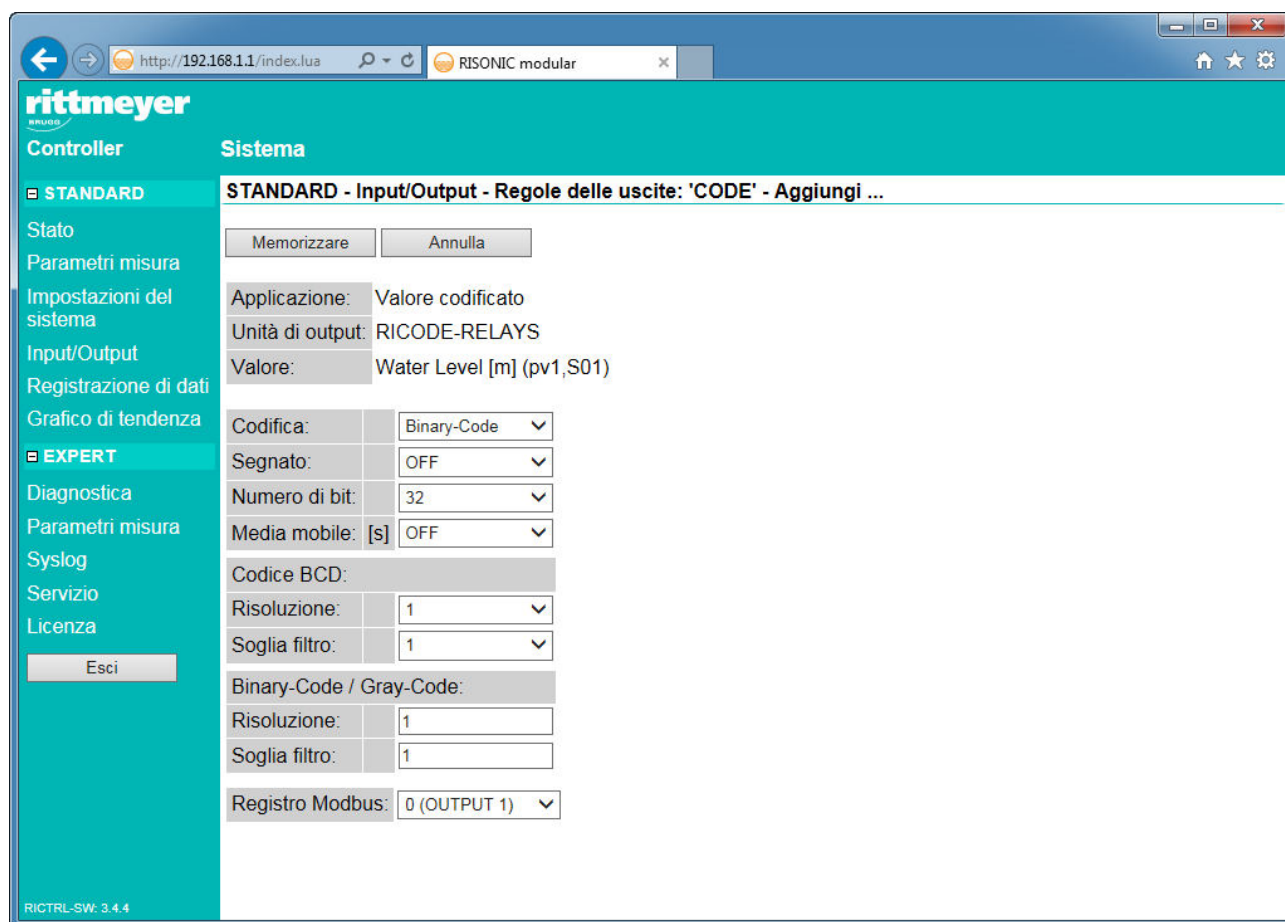 http://192.168.1.1/index.lua
RISONIC modular
rittmeyer
BRUGG
Controller
Sistema
STANDARD
Stato
Parametri misura
Impostazioni del
sistema
Input/Output
Registrazione di dati
Grafico di tendenza
EXPERT
Diagnostica
Parametri misura
Syslog
Servizio
Licenza
Esci
RICTRL-SW: 3.4.4
STANDARD - Input/Output - Regole delle uscite: 'CODE' - Aggiungi ...
Memorizzare Annulla
Applicazione: Valore codificato
Unità di output: RICODE-RELAYS
Valore: Water Level [m] (pv1,S01)
Codifica: Binary-Code
Segnato: OFF
Numero di bit: 32
Media mobile: [s] OFF
Codice BCD:
Risoluzione: 1
Soglia filtro: 1
Binary-Code / Gray-Code:
Risoluzione: 1
Soglia filtro: 1
Registro Modbus: 0 (OUTPUT 1)